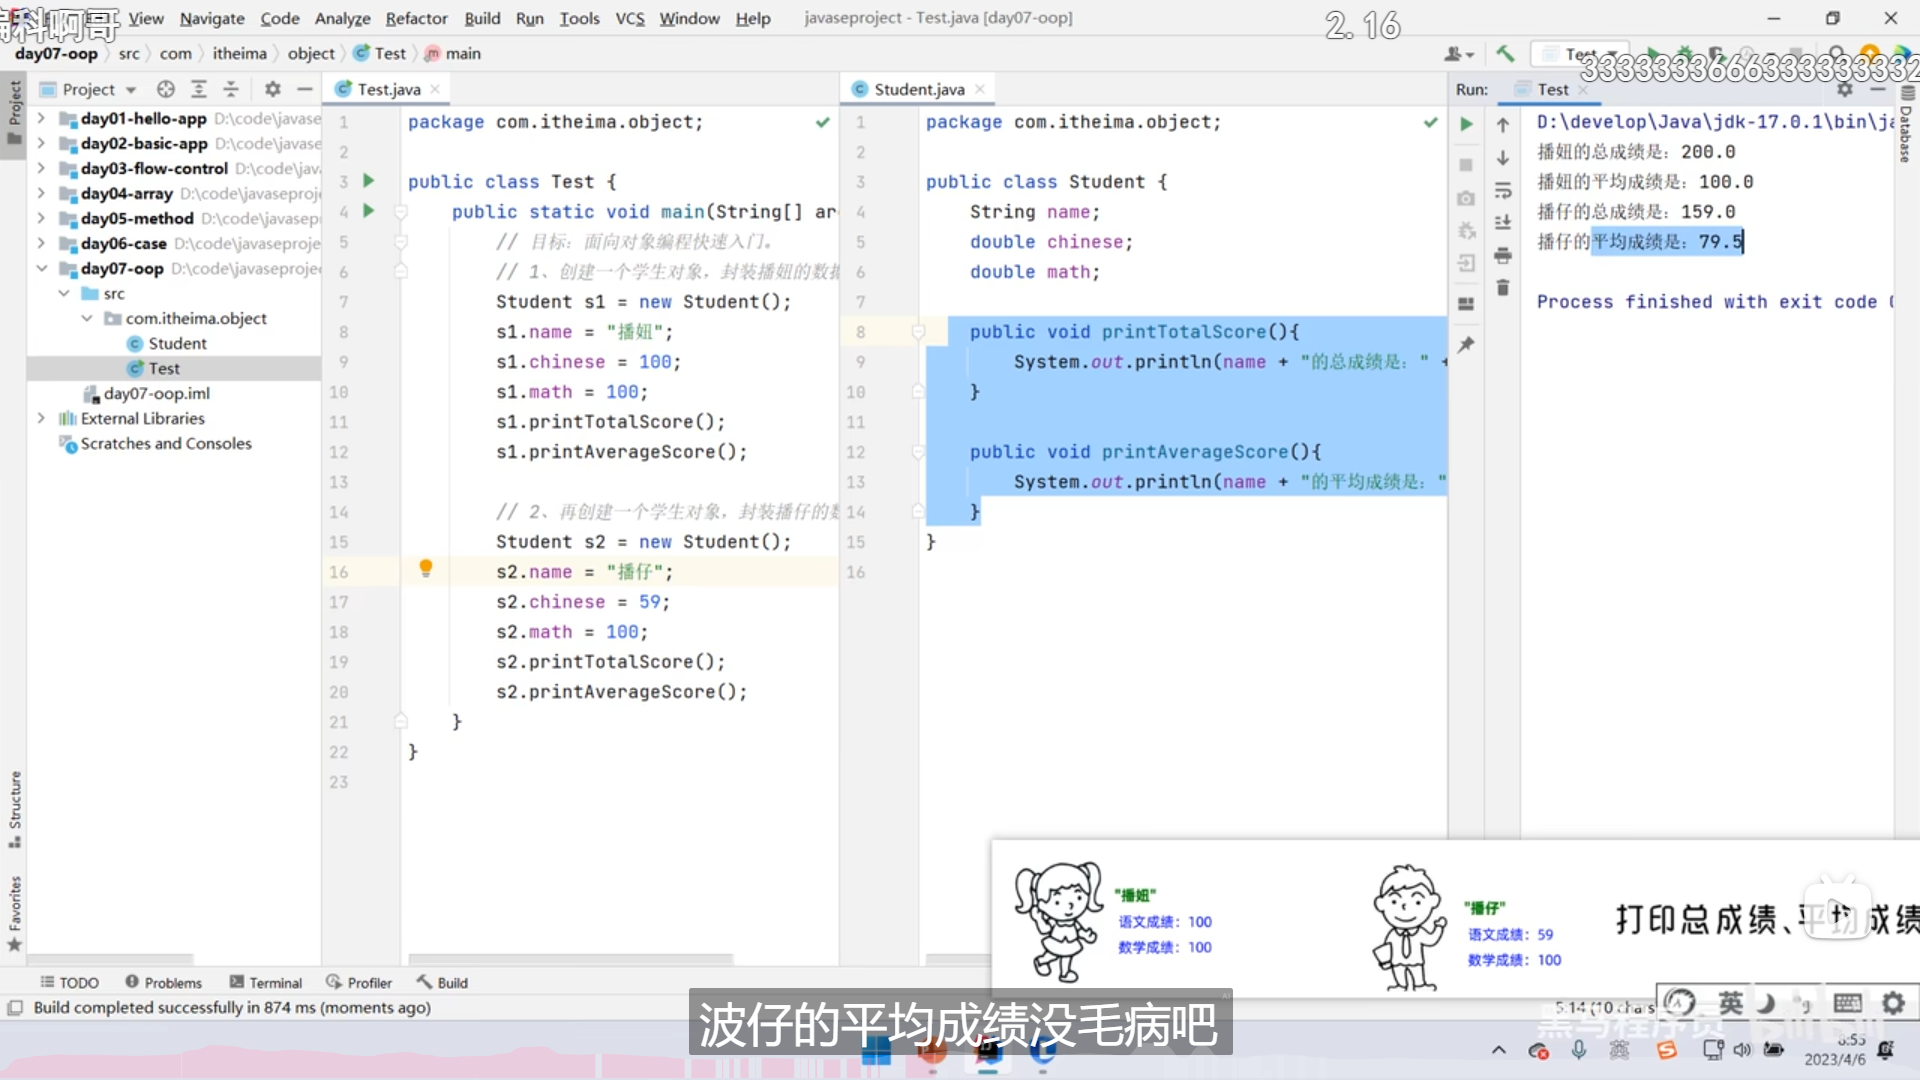 编科啊哥
View Navigate Code Analyze Refactor Build Run Tools VCS Window Help
javaseproject - Test.java [day07-oop]
2. 16
day07-oop src com itheima object Test main
Test
33333333666333333333332
Project
Project
Test.java
Student.java
Run: Test
Database
day01-hello-app D:\code\javase
day02-basic-app D:\code\javase
day03-flow-control D:\code\jav
day04-array D:\code\javaseproje
day05-method D:\code\javasep
day06-case D:\code\javaseproje
day07-oop D:\code\javaseprojec
src
com.itheima.object
Student
Test
day07-oop.iml
External Libraries
Scratches and Consoles
Structure
Favorites
1 package com.itheima.object;
2
3 public class Test {
4 public static void main(String[] ar
5 // 目标：面向对象编程快速入门。
6 // 1、创建一个学生对象，封装播妞的数据
7 Student s1 = new Student();
8 s1.name = "播妞";
9 s1.chinese = 100;
10 s1.math = 100;
11 s1.printTotalScore();
12 s1.printAverageScore();
13
14 // 2、再创建一个学生对象，封装播仔的数
15 Student s2 = new Student();
16 s2.name = "播仔";
17 s2.chinese = 59;
18 s2.math = 100;
19 s2.printTotalScore();
20 s2.printAverageScore();
21 }
22 }
23
1 package com.itheima.object;
2
3 public class Student {
4 String name;
5 double chinese;
6 double math;
7
8 public void printTotalScore(){
9 System.out.println(name + "的总成绩是：" +
10 }
11
12 public void printAverageScore(){
13 System.out.println(name + "的平均成绩是："
14 }
15 }
16
D:\develop\Java\jdk-17.0.1\bin\ja
播妞的总成绩是：200.0
播妞的平均成绩是：100.0
播仔的总成绩是：159.0
播仔的平均成绩是：79.5
Process finished with exit code 0
"播妞"
语文成绩：100
数学成绩：100
"播仔"
语文成绩：59
数学成绩：100
打印总成绩、平均成绩
TODO Problems Terminal Profiler Build
Build completed successfully in 874 ms (moments ago)
5:14 (10 chars
英
黑马程序员
波仔的平均成绩没毛病吧
AI
英
8:55
2023/4/6